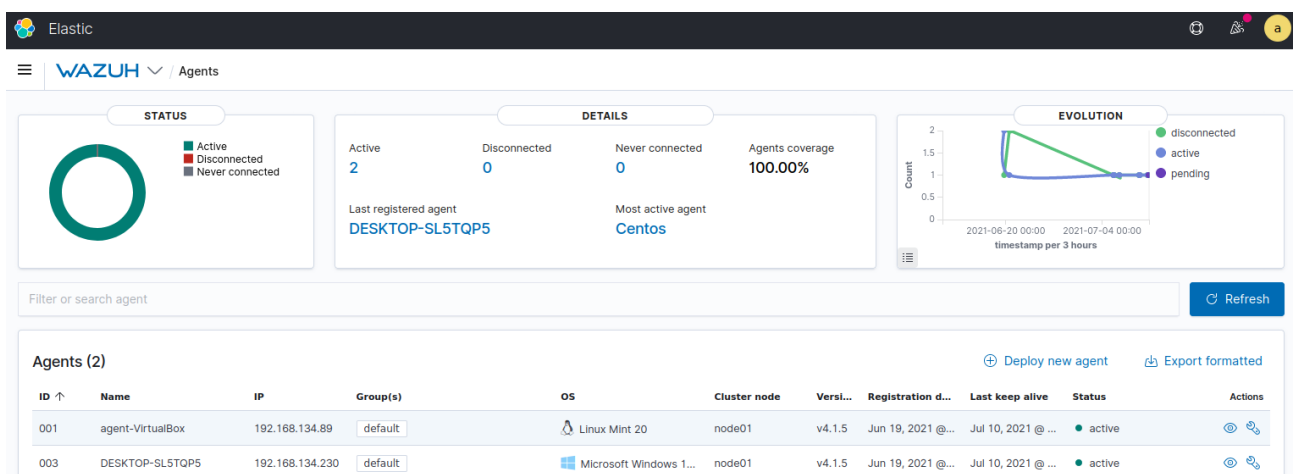 Elastic
a
WAZUH / Agents
STATUS
Active
Disconnected
Never connected
DETAILS
Active Disconnected Never connected Agents coverage
2 0 0 100.00%
Last registered agent Most active agent
DESKTOP-SL5TQP5 Centos
EVOLUTION
2
1.5
1
0.5
0
Count
2021-06-20 00:00 2021-07-04 00:00
timestamp per 3 hours
disconnected
active
pending
Filter or search agent
Refresh
Agents (2)
Deploy new agent
Export formatted
ID ↑ Name IP Group(s) OS Cluster node Versi... Registration d... Last keep alive Status Actions
001 agent-VirtualBox 192.168.134.89 default Linux Mint 20 node01 v4.1.5 Jun 19, 2021 @... Jul 10, 2021 @ ... active
003 DESKTOP-SL5TQP5 192.168.134.230 default Microsoft Windows 1... node01 v4.1.5 Jun 19, 2021 @... Jul 10, 2021 @ ... active